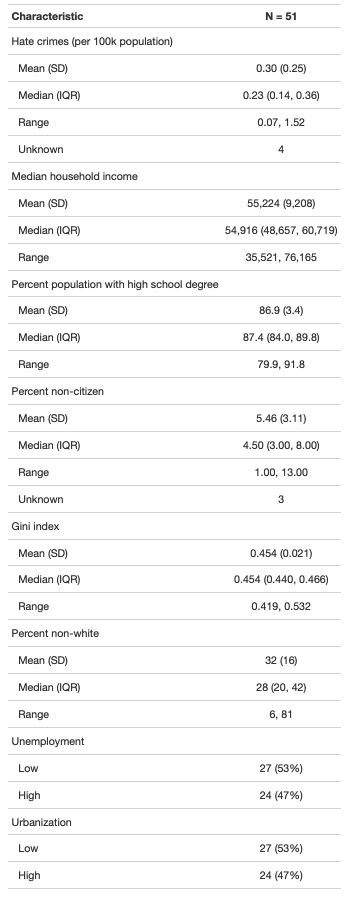 Characteristic N = 51
Hate crimes (per 100k population)
Mean (SD) 0.30 (0.25)
Median (IQR) 0.23 (0.14, 0.36)
Range 0.07, 1.52
Unknown 4
Median household income
Mean (SD) 55,224 (9,208)
Median (IQR) 54,916 (48,657, 60,719)
Range 35,521, 76,165
Percent population with high school degree
Mean (SD) 86.9 (3.4)
Median (IQR) 87.4 (84.0, 89.8)
Range 79.9, 91.8
Percent non-citizen
Mean (SD) 5.46 (3.11)
Median (IQR) 4.50 (3.00, 8.00)
Range 1.00, 13.00
Unknown 3
Gini index
Mean (SD) 0.454 (0.021)
Median (IQR) 0.454 (0.440, 0.466)
Range 0.419, 0.532
Percent non-white
Mean (SD) 32 (16)
Median (IQR) 28 (20, 42)
Range 6, 81
Unemployment
Low 27 (53%)
High 24 (47%)
Urbanization
Low 27 (53%)
High 24 (47%)